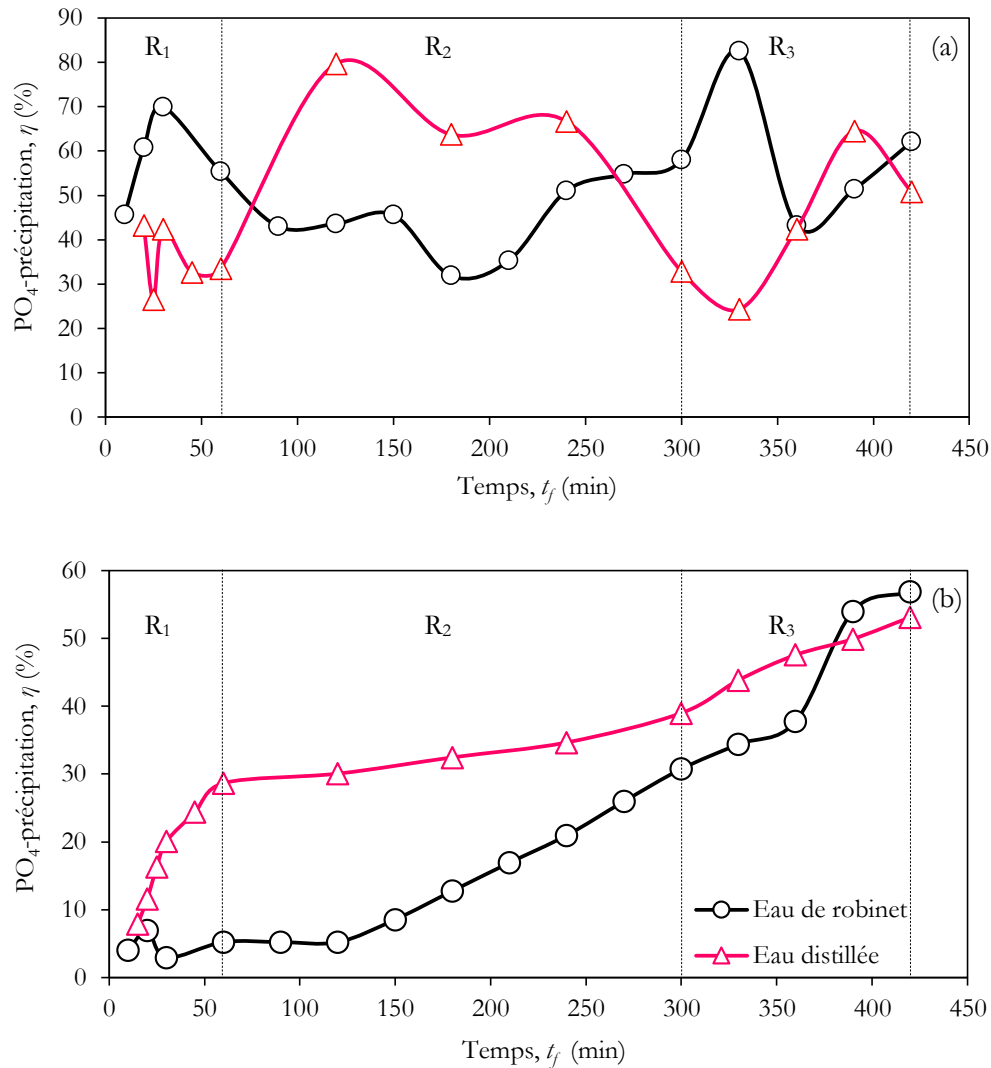 90
80
70
60
50
40
30
20
10
0
PO₄-précipitation, η (%)
R₁
R₂
R₃
(a)
0 50 100 150 200 250 300 350 400 450
Temps, t_f (min)
60
50
40
30
20
10
0
PO₄-précipitation, η (%)
R₁
R₂
R₃
(b)
Eau de robinet
Eau distillée
0 50 100 150 200 250 300 350 400 450
Temps, t_f (min)